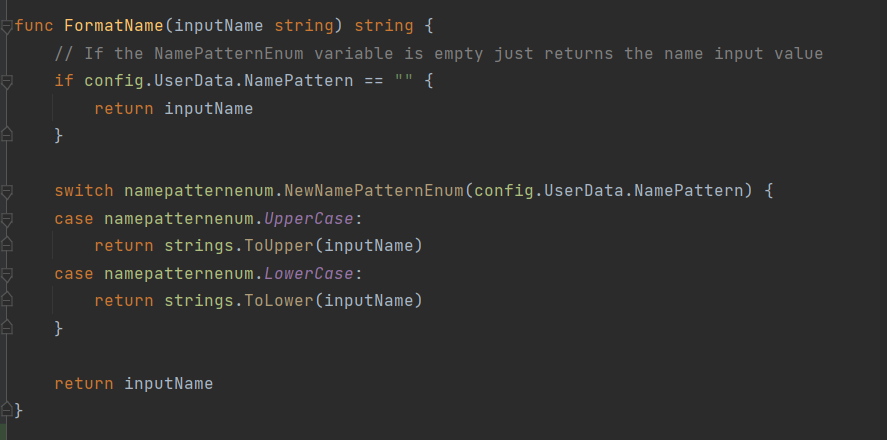 func FormatName(inputName string) string {
    // If the NamePatternEnum variable is empty just returns the name input value
    if config.UserData.NamePattern == "" {
        return inputName
    }

    switch namepatternenum.NewNamePatternEnum(config.UserData.NamePattern) {
    case namepatternenum.UpperCase:
        return strings.ToUpper(inputName)
    case namepatternenum.LowerCase:
        return strings.ToLower(inputName)
    }

    return inputName
}